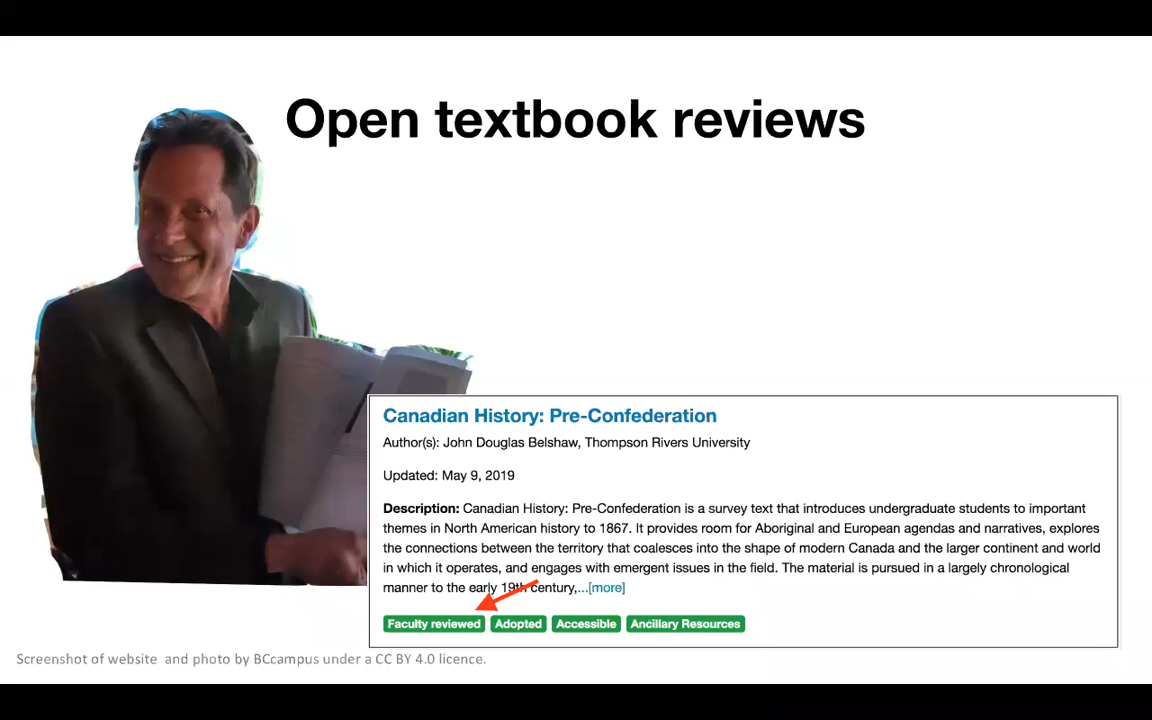 Open textbook reviews
Canadian History: Pre-Confederation
Author(s): John Douglas Belshaw, Thompson Rivers University
Updated: May 9, 2019
Description: Canadian History: Pre-Confederation is a survey text that introduces undergraduate students to important
themes in North American history to 1867. It provides room for Aboriginal and European agendas and narratives, explores
the connections between the territory that coalesces into the shape of modern Canada and the larger continent and world
in which it operates, and engages with emergent issues in the field. The material is pursued in a largely chronological
manner to the early 19th century,...[more]
Faculty reviewed Adopted Accessible Ancillary Resources
Screenshot of website and photo by BCcampus under a CC BY 4.0 licence.